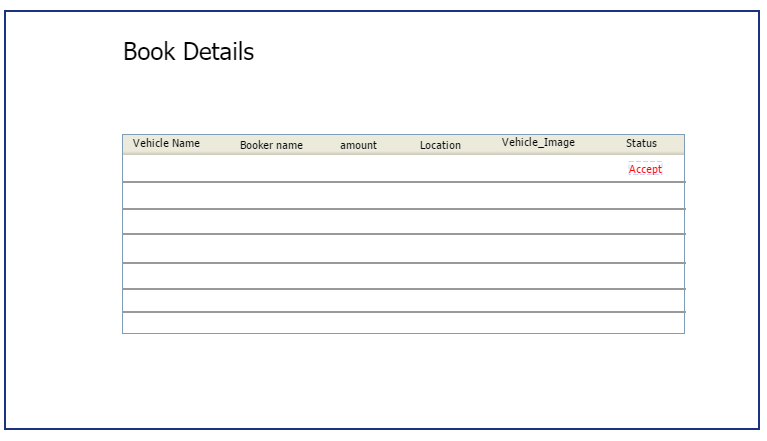 Book Details
Vehicle Name Booker name amount Location Vehicle_Image Status
Accept